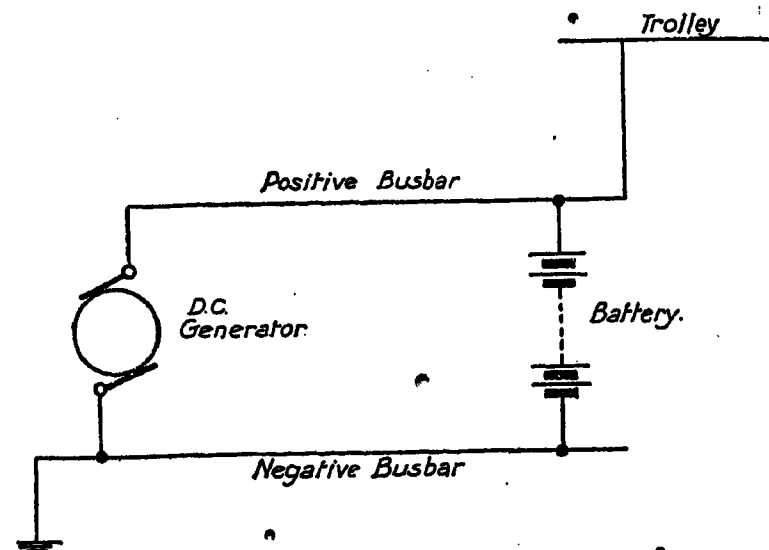 Trolley
Positive Busbar
D.C.
Generator
Battery.
Negative Busbar